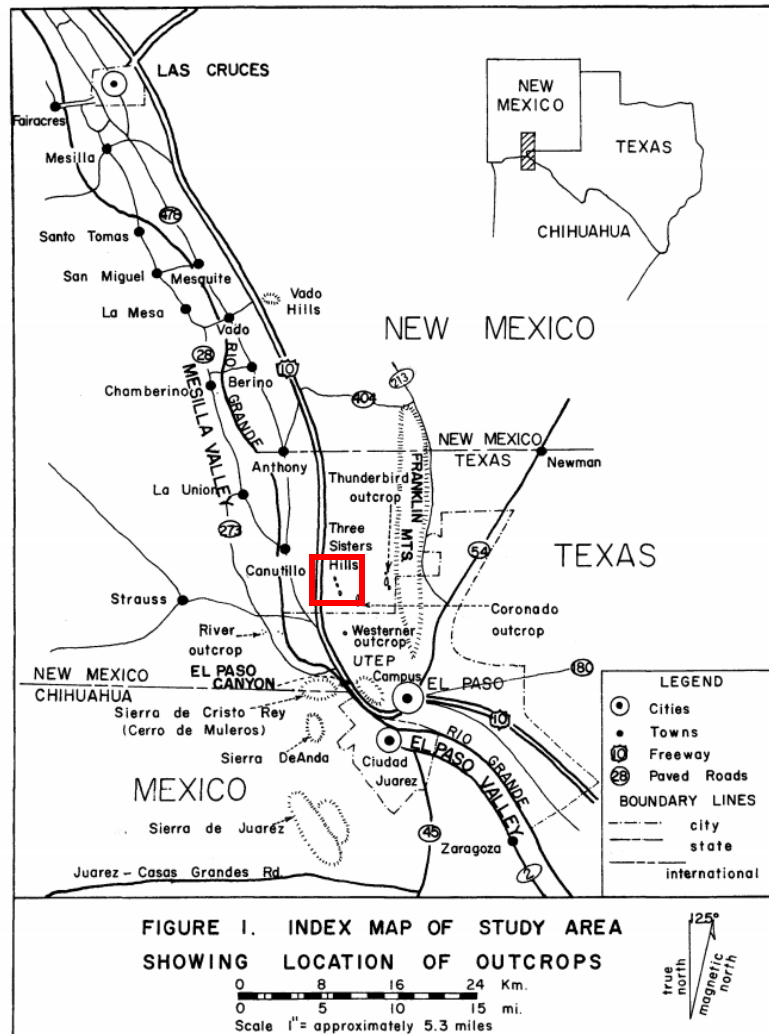 LAS CRUCES
Fairacres
Mesilla
478
Santo Tomas
San Miguel
Mesquite
La Mesa
Vado
Hills
Vado
28
RIO GRANDE
10
Berino
Chamberino
MESILLA VALLEY
NEW
MEXICO
TEXAS
CHIHUAHUA
NEW MEXICO
213
404
NEW MEXICO
TEXAS
Anthony
Newman
Thunderbird
outcrop
FRANKLIN MTS.
La Union
273
Three
Sisters
Hills
54
TEXAS
Canutillo
Strauss
Coronado
outcrop
River
outcrop
Westerner
outcrop
UTEP
Campus
EL PASO
CANYON
EL PASO
180
NEW MEXICO
CHIHUAHUA
Sierra de Cristo Rey
(Cerro de Muleros)
10
RIO GRANDE
Sierra
DeAnda
Ciudad
Juarez
EL PASO VALLEY
MEXICO
Sierra de Juarez
45
Zaragoza
2
Juarez-Casas Grandes Rd.
LEGEND
Cities
Towns
10 Freeway
28 Paved Roads
BOUNDARY LINES
city
state
international
FIGURE 1. INDEX MAP OF STUDY AREA
SHOWING LOCATION OF OUTCROPS
0 8 16 24 Km.
0 5 10 15 mi.
Scale 1"= approximately 5.3 miles
125°
true north
magnetic north